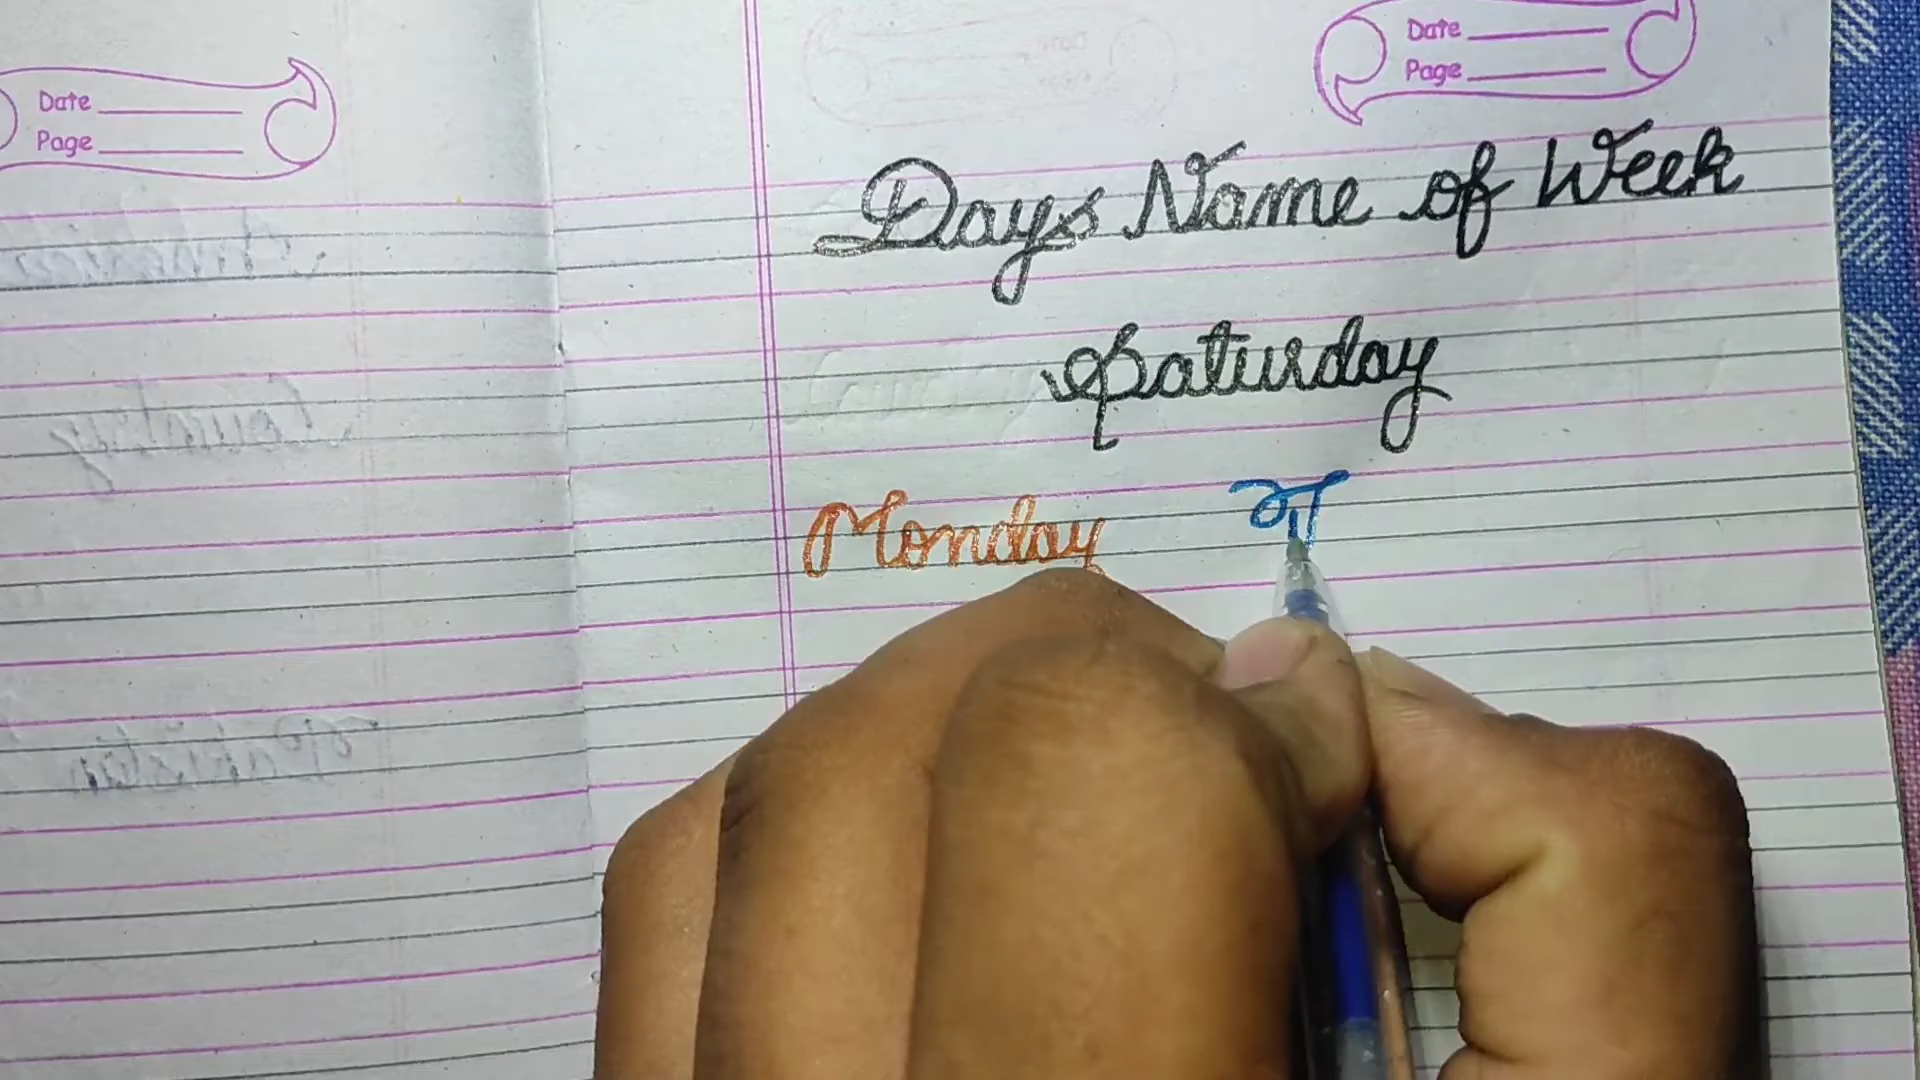 Date
Page
Date
Page
Days Name of Week
Saturday
Monday T